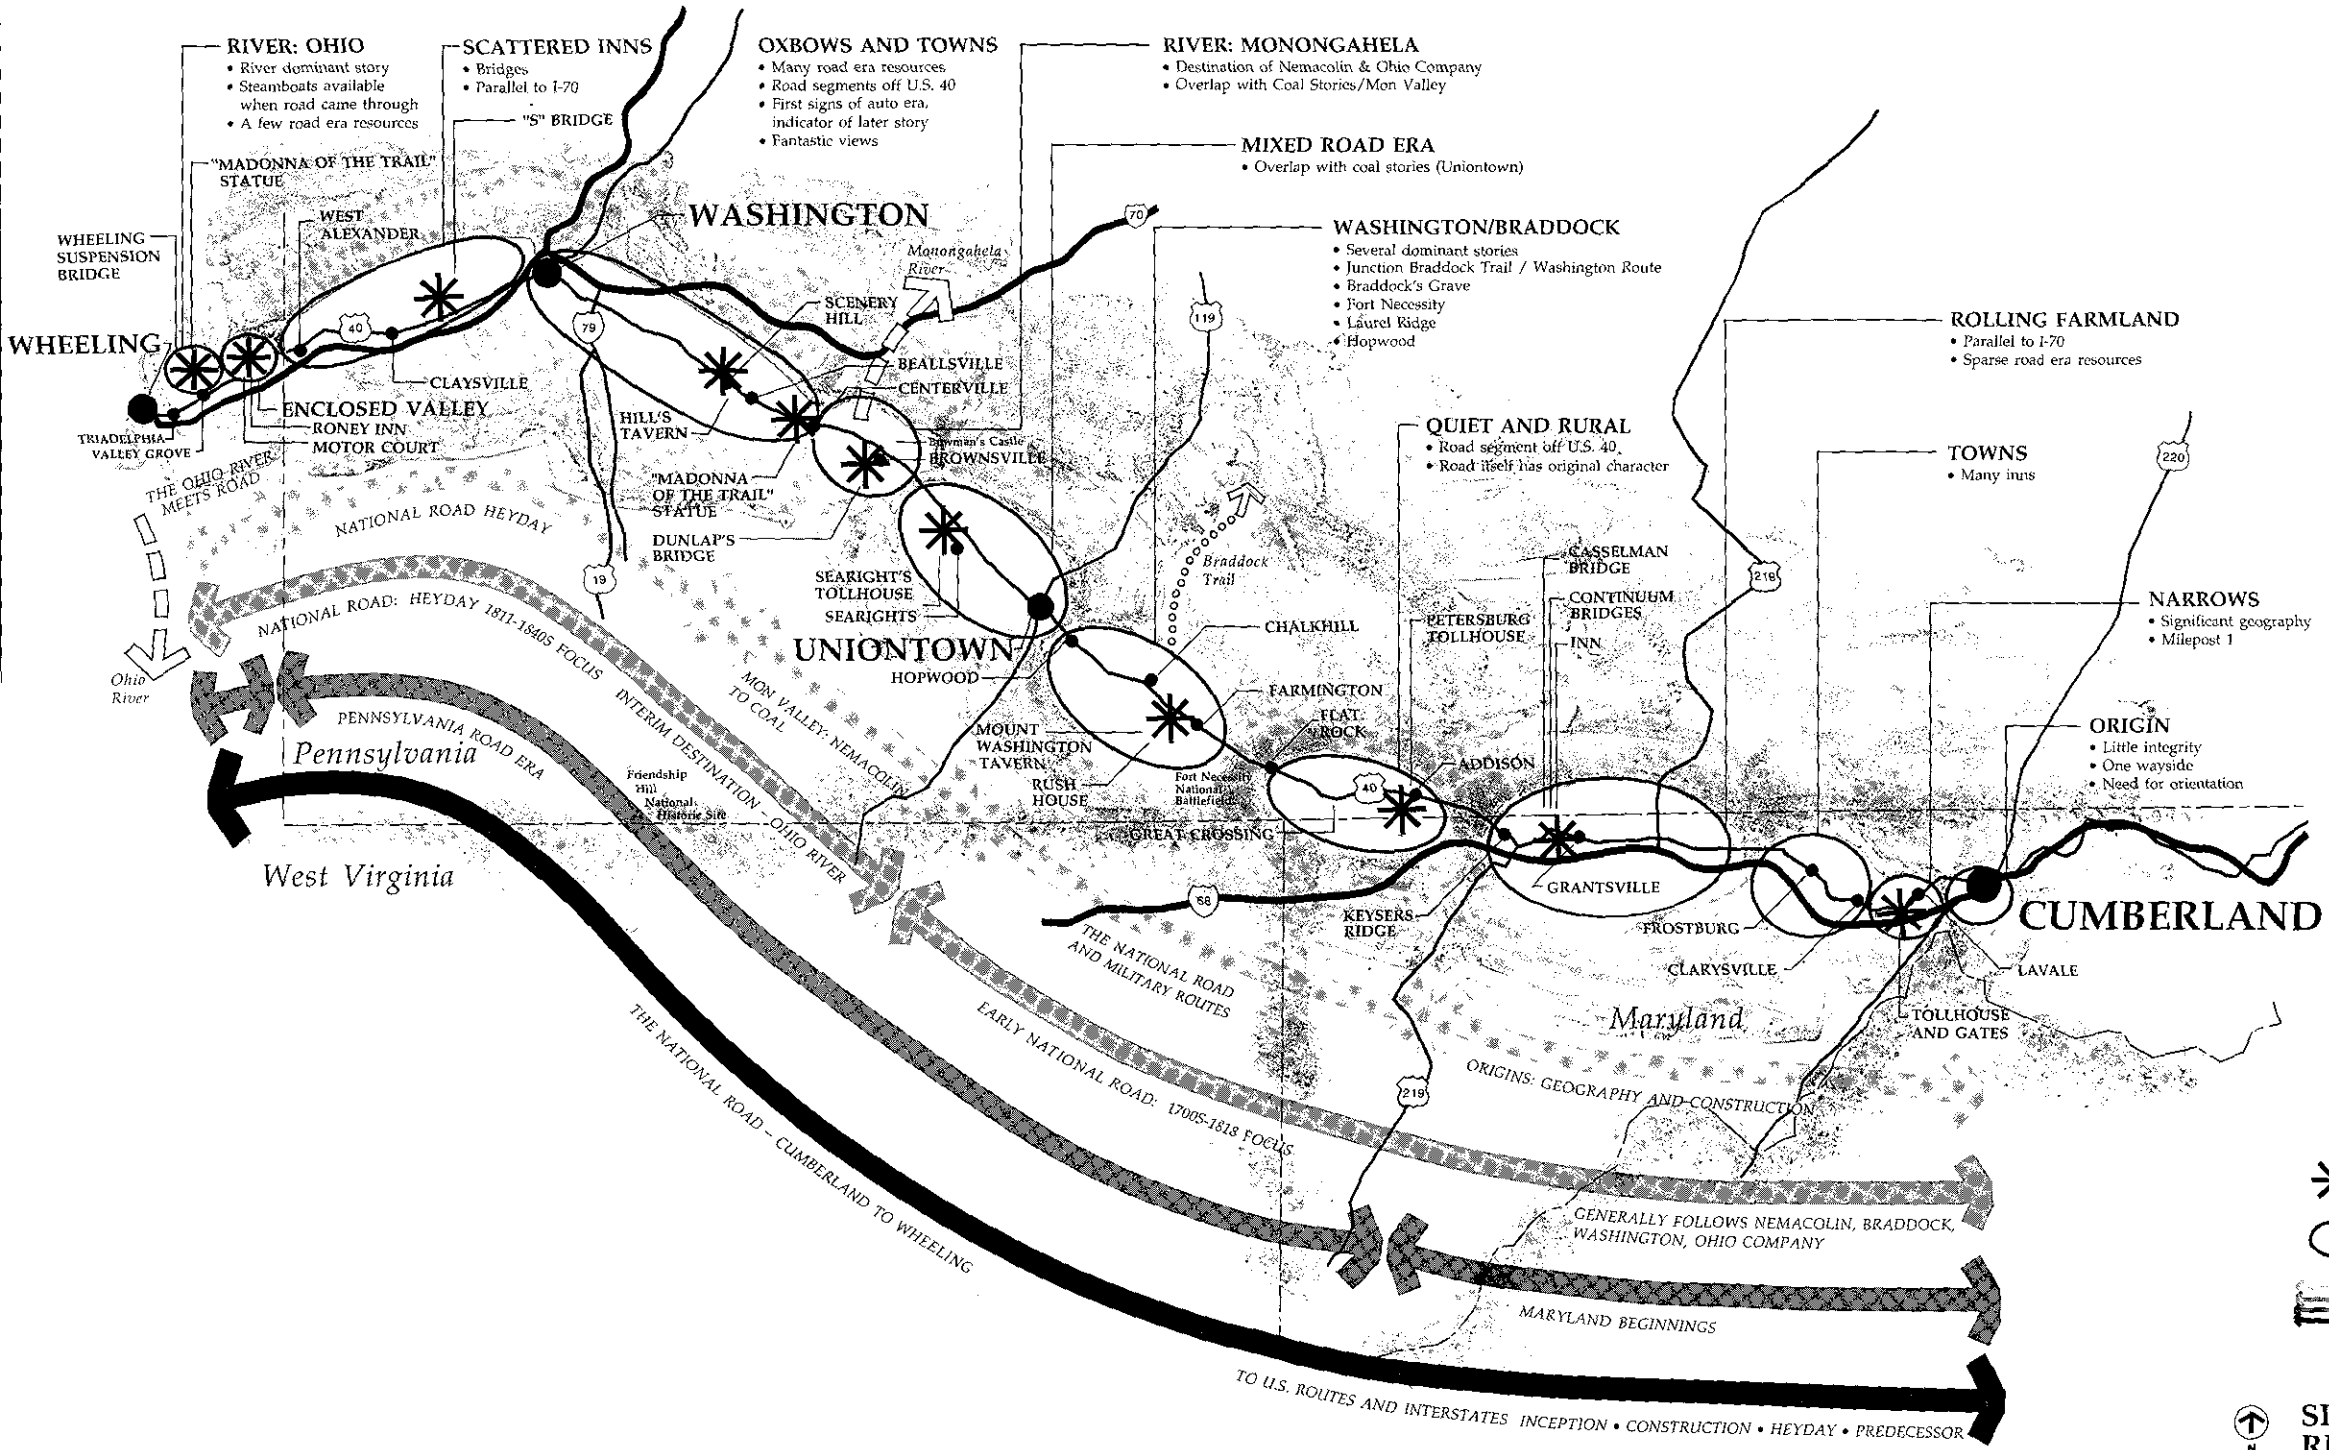 RIVER: OHIO
• River dominant story
• Steamboats available
when road came through
• A few road era resources
SCATTERED INNS
• Bridges
• Parallel to I-70
"S" BRIDGE
OXBOWS AND TOWNS
• Many road era resources
• Road segments off U.S. 40
• First signs of auto era,
indicator of later story
• Fantastic views
RIVER: MONONGAHELA
• Destination of Nemacolin & Ohio Company
• Overlap with Coal Stories/Mon Valley
MIXED ROAD ERA
• Overlap with coal stories (Uniontown)
WASHINGTON/BRADDOCK
• Several dominant stories
• Junction Braddock Trail / Washington Route
• Braddock's Grave
• Fort Necessity
• Laurel Ridge
• Hopwood
ROLLING FARMLAND
• Parallel to I-70
• Sparse road era resources
QUIET AND RURAL
• Road segment off U.S. 40,
• Road itself has original character
TOWNS
• Many inns
NARROWS
• Significant geography
• Milepost 1
ORIGIN
• Little integrity
• One wayside
• Need for orientation
"MADONNA OF THE TRAIL"
STATUE
WEST
ALEXANDER
WHEELING
SUSPENSION
BRIDGE
WASHINGTON
70
Monongahela
River
SCENERY
HILL
79
119
40
WHEELING
CLAYSVILLE
BEALLSVILLE
CENTERVILLE
ENCLOSED VALLEY
RONEY INN
MOTOR COURT
TRIADELPHIA
VALLEY GROVE
HILL'S
TAVERN
Bowman's Castle
BROWNSVILLE
"MADONNA
OF THE TRAIL"
STATUE
DUNLAP'S
BRIDGE
220
THE OHIO RIVER
MEETS ROAD
NATIONAL ROAD HEYDAY
19
SEARIGHT'S
TOLLHOUSE
SEARIGHTS
Braddock
Trail
CASSELMAN
BRIDGE
CONTINUUM
BRIDGES
INN
PETERSBURG
TOLLHOUSE
219
CHALKHILL
UNIONTOWN
HOPWOOD
FARMINGTON
FLAT
ROCK
MOUNT
WASHINGTON
TAVERN
RUSH
HOUSE
Fort Necessity
National
Battlefield
ADDISON
40
GREAT CROSSING
NATIONAL ROAD: HEYDAY 1811-1840S FOCUS INTERIM DESTINATION - OHIO RIVER
MON VALLEY: NEMACOLIN
TO COAL
Ohio
River
PENNSYLVANIA ROAD ERA
Pennsylvania
Friendship
Hill
National
Historic Site
West Virginia
68
KEYSERS
RIDGE
GRANTSVILLE
FROSTBURG
CLARYSVILLE
CUMBERLAND
LAVALE
TOLLHOUSE
AND GATES
Maryland
THE NATIONAL ROAD
AND MILITARY ROUTES
EARLY NATIONAL ROAD: 1700S-1818 FOCUS
ORIGINS: GEOGRAPHY AND CONSTRUCTION
219
GENERALLY FOLLOWS NEMACOLIN, BRADDOCK,
WASHINGTON, OHIO COMPANY
MARYLAND BEGINNINGS
THE NATIONAL ROAD - CUMBERLAND TO WHEELING
TO U.S. ROUTES AND INTERSTATES INCEPTION • CONSTRUCTION • HEYDAY • PREDECESSOR
N